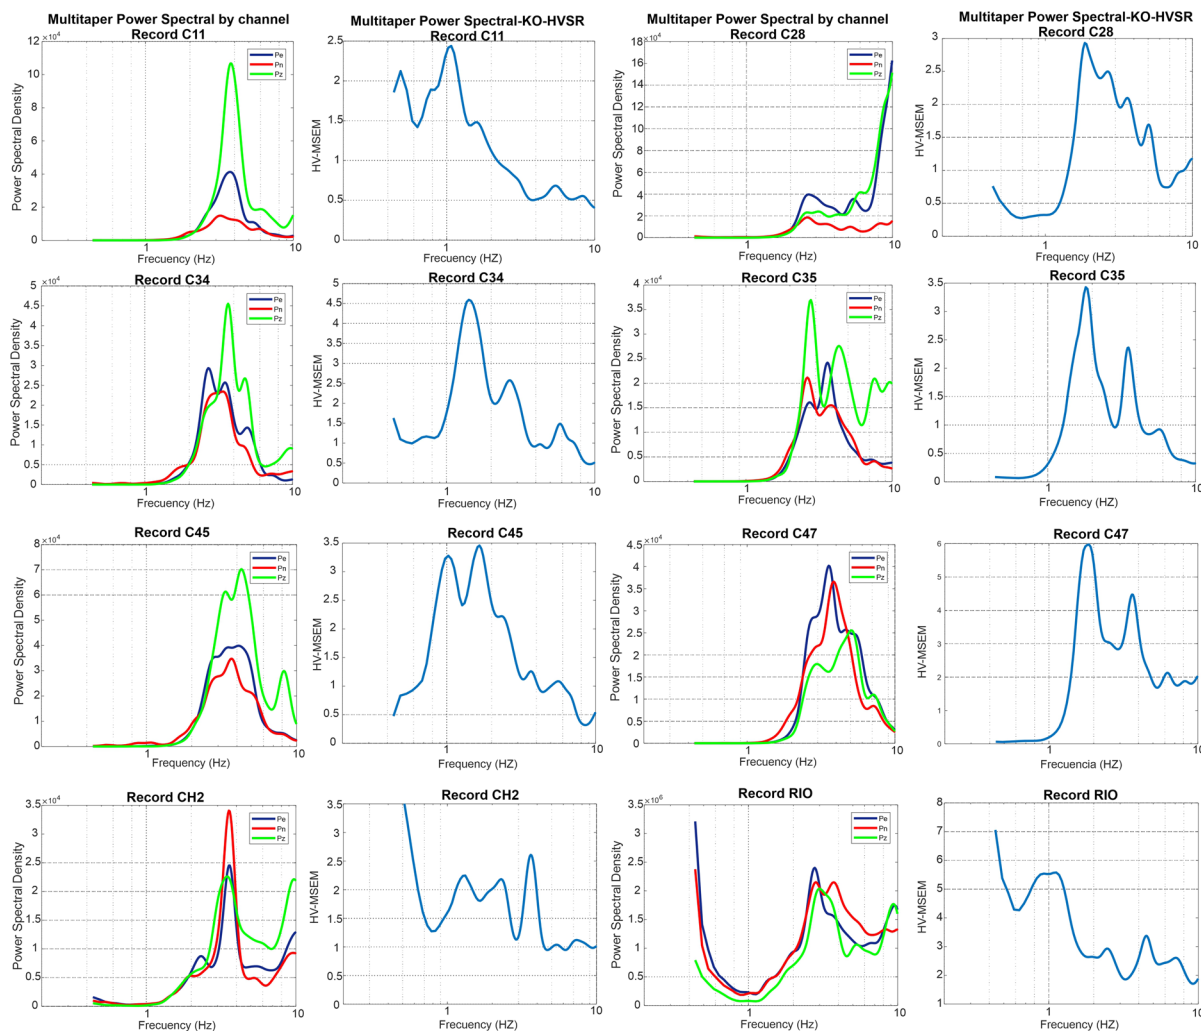 Multitaper Power Spectral by channel
Record C11
×10⁴
12
10
8
6
4
2
0
Power Spectral Density
1
10
Frecuency (HZ)
Pe
Pn
Pz
Multitaper Power Spectral-KO-HVSR
Record C11
2.5
2
1.5
1
0.5
0
HV-MSEM
1
10
Frecuency (HZ)
Multitaper Power Spectral by channel
Record C28
×10⁴
18
16
14
12
10
8
6
4
2
0
Power Spectral Density
1
10
Frecuency (HZ)
Pe
Pn
Pz
Multitaper Power Spectral-KO-HVSR
Record C28
3
2.5
2
1.5
1
0.5
0
HV-MSEM
1
10
Frecuency (HZ)
Record C34
×10⁴
5
4.5
4
3.5
3
2.5
2
1.5
1
0.5
0
Power Spectral Density
1
10
Frecuency (HZ)
Pe
Pn
Pz
Record C34
5
4.5
4
3.5
3
2.5
2
1.5
1
0.5
0
HV-MSEM
1
10
Frecuency (HZ)
Record C35
×10⁴
4
3.5
3
2.5
2
1.5
1
0.5
0
Power Spectral Density
1
10
Frecuency (HZ)
Pe
Pn
Pz
Record C35
3.5
3
2.5
2
1.5
1
0.5
0
HV-MSEM
1
10
Frecuency (HZ)
Record C45
×10⁴
8
7
6
5
4
3
2
1
0
Power Spectral Density
1
10
Frequency (Hz)
Pe
Pn
Pz
Record C45
3.5
3
2.5
2
1.5
1
0.5
0
HV-MSEM
1
10
Frequency (HZ)
Record C47
×10⁴
4.5
4
3.5
3
2.5
2
1.5
1
0.5
0
Power Spectral Density
1
10
Frecuency (HZ)
Pe
Pn
Pz
Record C47
6
5
4
3
2
1
0
HV-MSEM
1
10
Frecuencia (HZ)
Record CH2
×10⁴
3.5
3
2.5
2
1.5
1
0.5
0
Power Spectral Density
1
10
Frecuency (HZ)
Pe
Pn
Pz
Record CH2
3.5
3
2.5
2
1.5
1
0.5
0
HV-MSEM
1
10
Frecuency (HZ)
Record RIO
×10⁶
3.5
3
2.5
2
1.5
1
0.5
0
Power Spectral Density
1
10
Frecuency (HZ)
Pe
Pn
Pz
Record RIO
8
7
6
5
4
3
2
1
HV-MSEM
1
10
Frecuency (HZ)